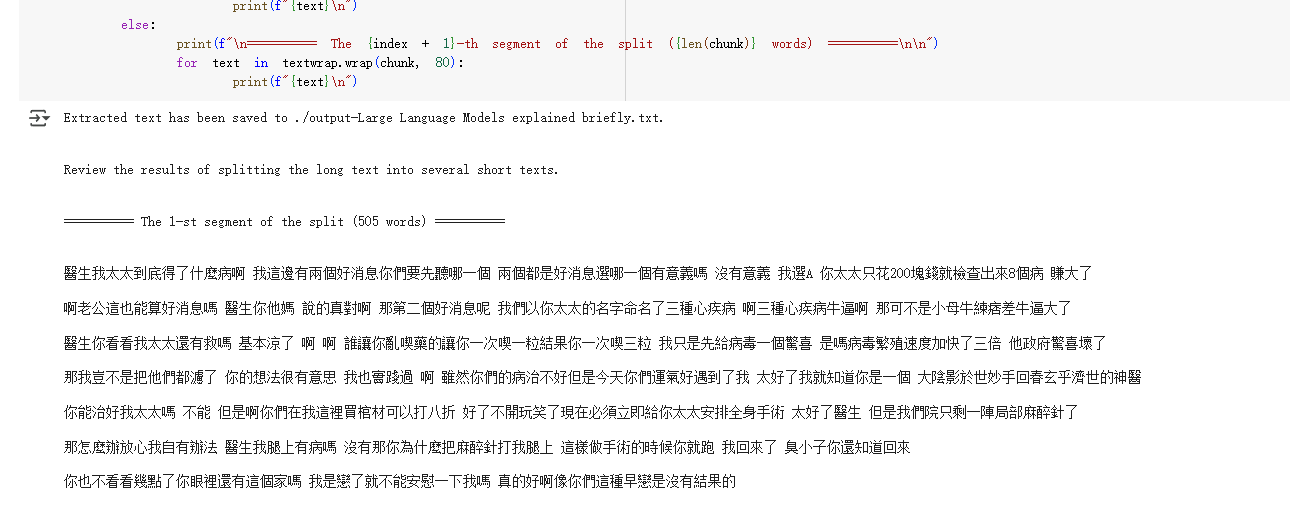 print(f"{text}\n")
else:
print(f"\n========== The {index + 1}-th segment of the split ({len(chunk)} words) ==========\n\n")
for text in textwrap.wrap(chunk, 80):
print(f"{text}\n")
Extracted text has been saved to ./output-Large Language Models explained briefly.txt.
Review the results of splitting the long text into several short texts.
========== The 1-st segment of the split (505 words) ==========
醫生我太太到底得了什麼病啊 我這邊有兩個好消息你們要先聽哪一個 兩個都是好消息選哪一個有意義嗎 沒有意義 我選A 你太太只花200塊錢就檢查出來8個病 賺大了
啊老公這也能算好消息嗎 醫生你他媽 說的真對啊 那第二個好消息呢 我們以你太太的名字命名了三種心疾病 啊三種心疾病牛逼啊 那可不是小母牛練痞差牛逼大了
醫生你看看我太太還有救嗎 基本涼了 啊 啊 誰讓你亂喫藥的讓你一次喫一粒結果你一次喫三粒 我只是先給病毒一個驚喜 是嗎病毒繁殖速度加快了三倍 他政府驚喜壞了
那我豈不是把他們都濾了 你的想法很有意思 我也實踐過 啊 雖然你們的病治不好但是今天你們運氣好遇到了我 太好了我就知道你是一個 大陰影於世妙手回春玄乎濟世的神醫
你能治好我太太嗎 不能 但是啊你們在我這裡買棺材可以打八折 好了不開玩笑了現在必須立即給你太太安排全身手術 太好了醫生 但是我們院只剩一陣局部麻醉針了
那怎麼辦放心我自有辦法 醫生我腿上有病嗎 沒有那你為什麼把麻醉針打我腿上 這樣做手術的時候你就跑 我回來了 臭小子你還知道回來
你也不看看幾點了你眼裡還有這個家嗎 我是戀了就不能安慰一下我嗎 真的好啊像你們這種早戀是沒有結果的